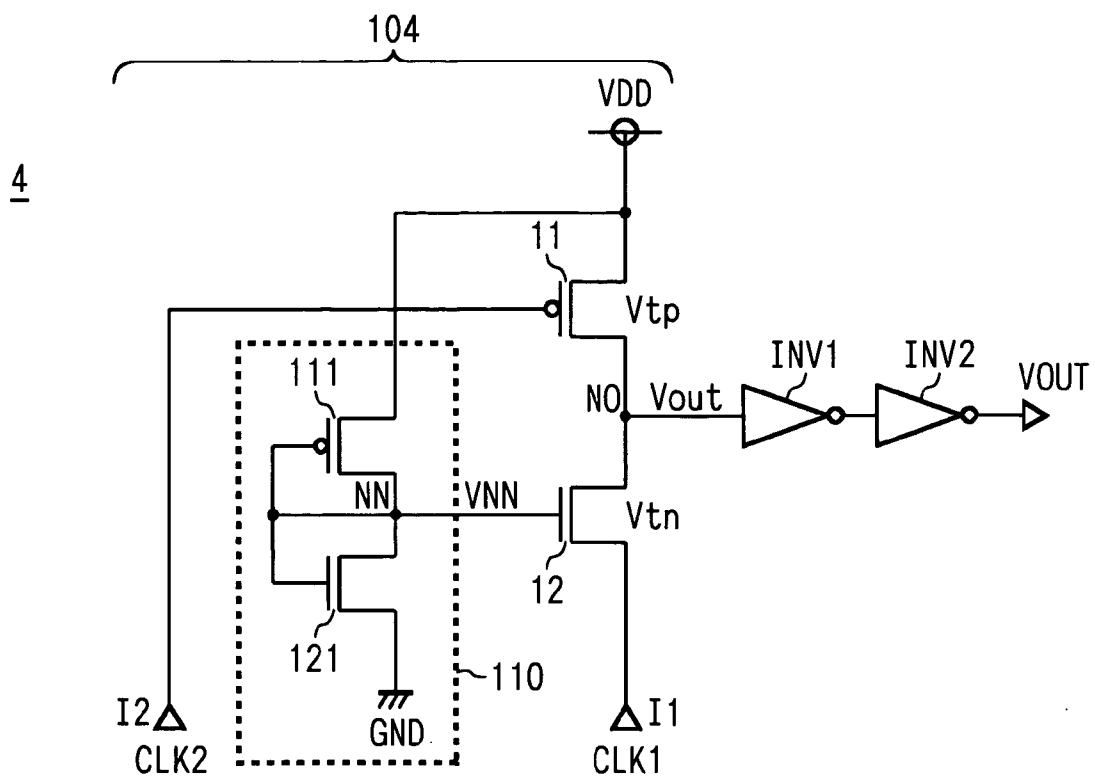 104
VDD
4
11
Vtp
111
INV1
INV2
VOUT
NO
Vout
NN
VNN
Vtn
12
121
110
I2
GND
I1
CLK2
CLK1